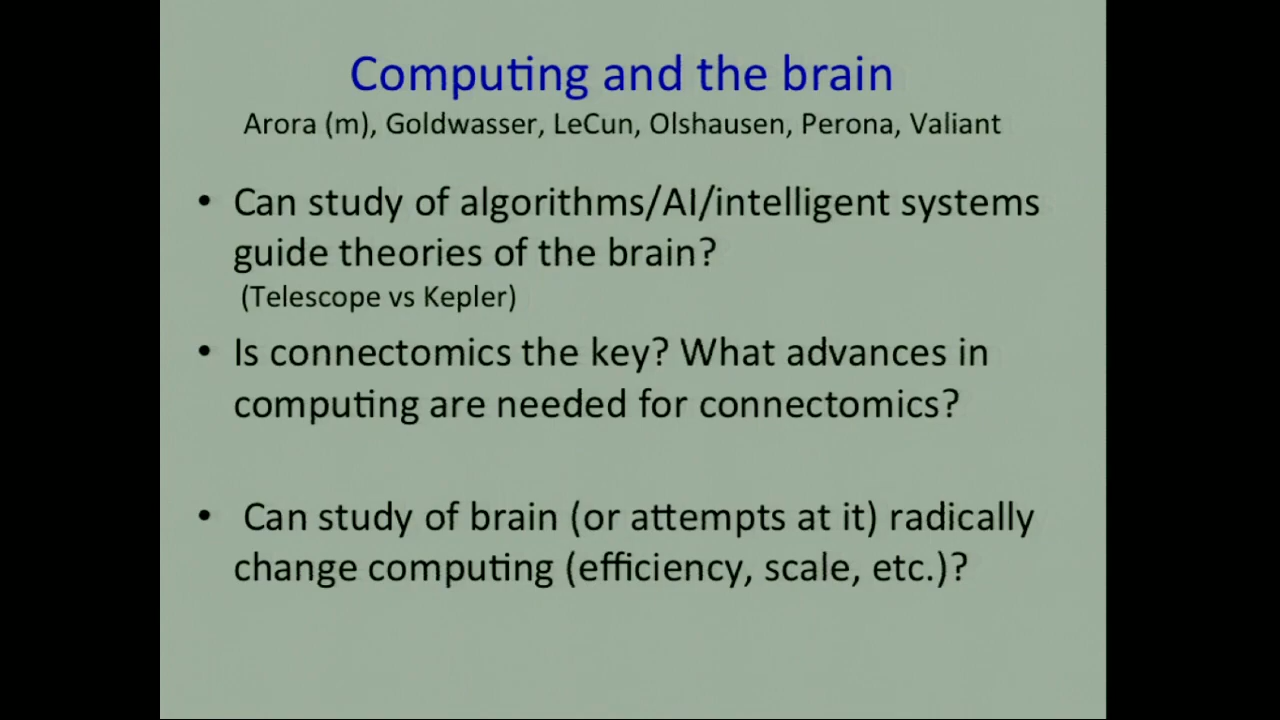 Computing and the brain
Arora (m), Goldwasser, LeCun, Olshausen, Perona, Valiant
• Can study of algorithms/AI/intelligent systems
guide theories of the brain?
(Telescope vs Kepler)
• Is connectomics the key? What advances in
computing are needed for connectomics?
• Can study of brain (or attempts at it) radically
change computing (efficiency, scale, etc.)?